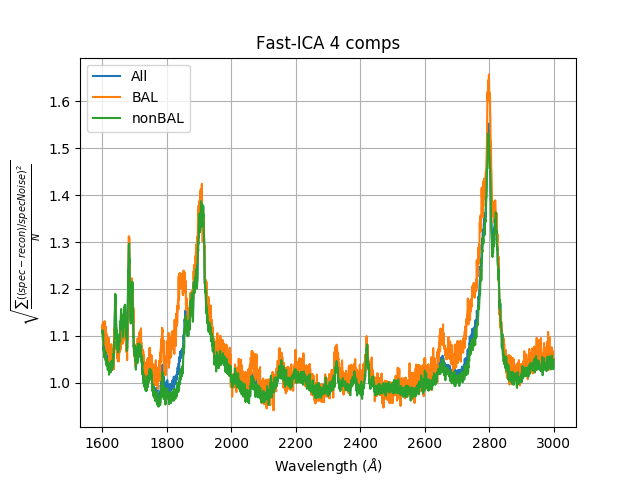 Fast-ICA 4 comps
All
BAL
nonBAL
1.6
1.5
1.4
1.3
1.2
1.1
1.0
√(∑((spec − recon)/specNoise)²/N)
1600 1800 2000 2200 2400 2600 2800 3000
Wavelength (Å)